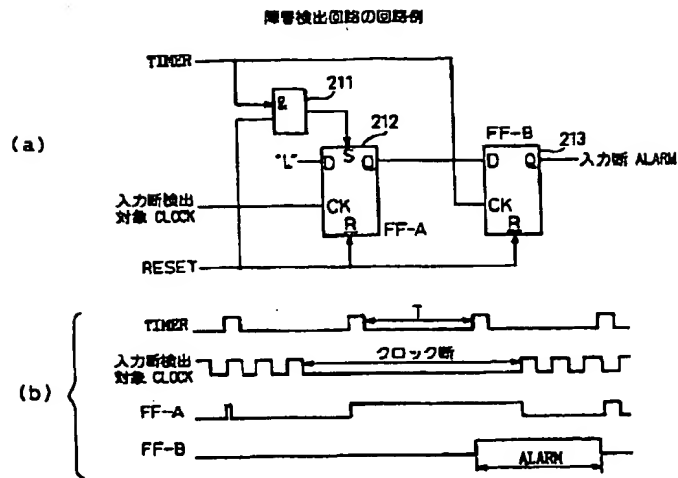 障害検出回路の回路例
(a)
TIMER
& 211
212
"L" D S Q
CK
R
FF-A
FF-B
213
D Q
CK
R
入力断 ALARM
入力断検出
対象 CLOCK
RESET
(b)
TIMER
T
入力断検出
対象 CLOCK
クロック断
FF-A
FF-B
ALARM